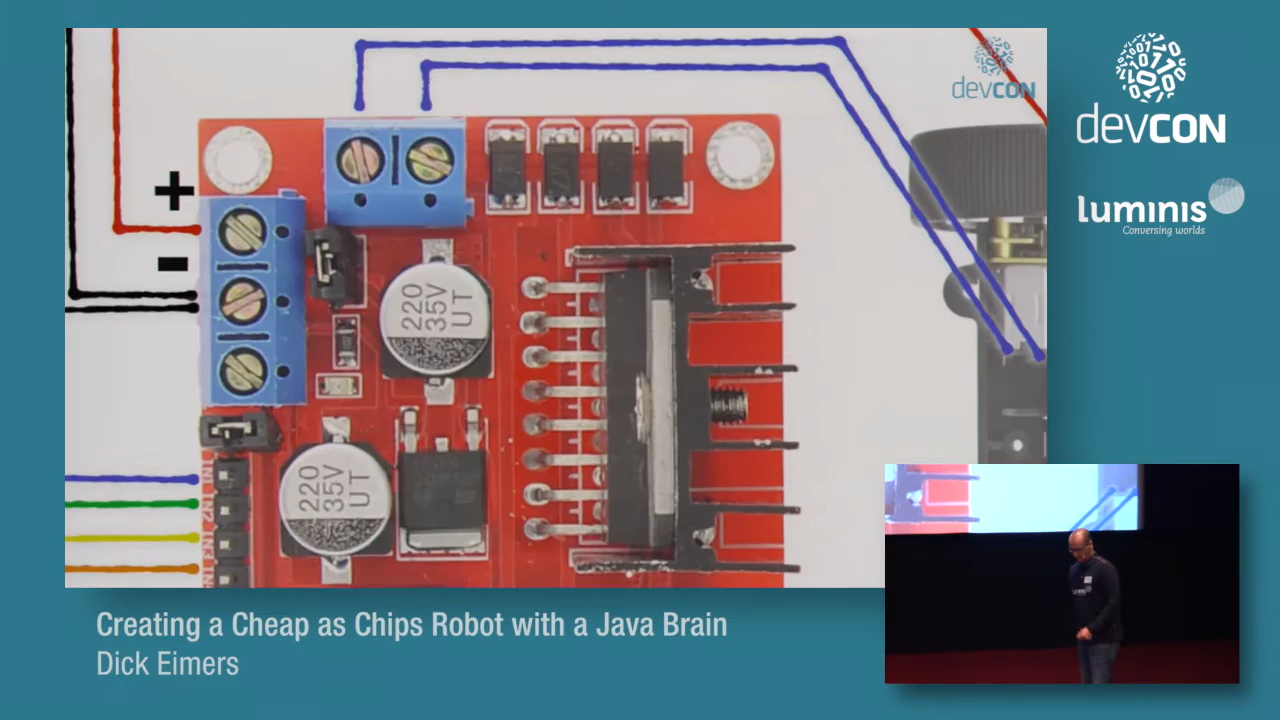 devCON
devCON
luminis
Conversing worlds
+
-
220
35V
UT
220
35V
UT
Creating a Cheap as Chips Robot with a Java Brain
Dick Eimers